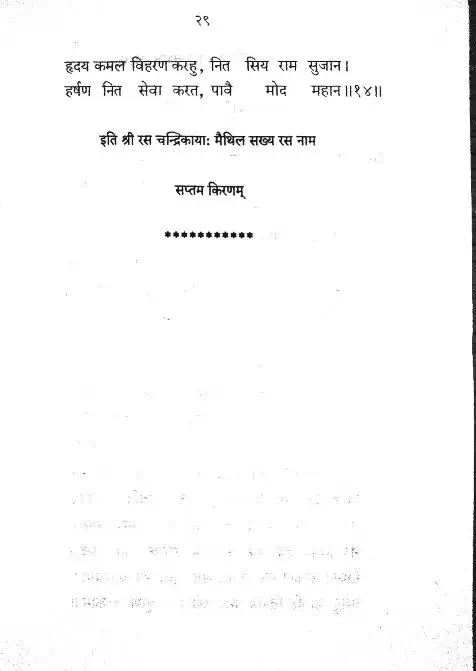 २९
हृदय कमल विहरण करहु, नित सिय राम सुजान।
हर्षण नित सेवा करत, पावै मोद महान॥१४॥
इति श्री रस चन्द्रिकायाः मैथिल सख्य रस नाम
सप्तम किरणम्
***********